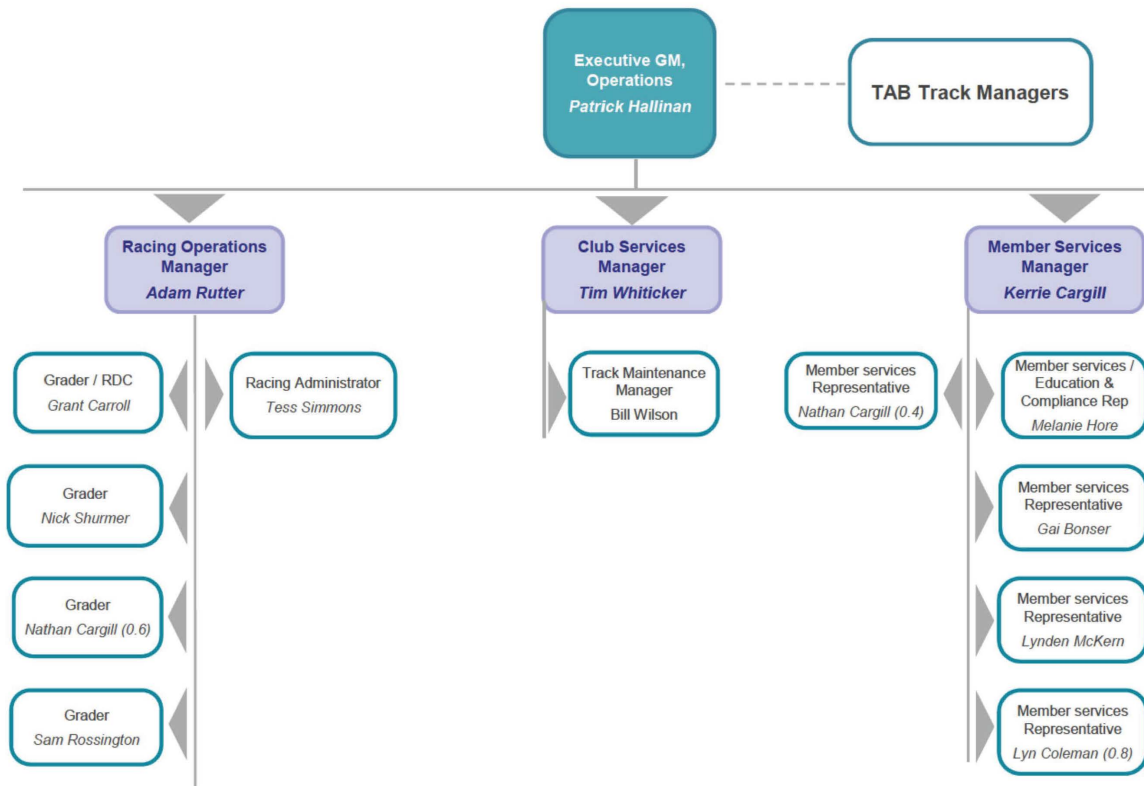 Executive GM,
Operations
Patrick Hallinan
TAB Track Managers
Racing Operations
Manager
Adam Rutter
Club Services
Manager
Tim Whiticker
Member Services
Manager
Kerrie Cargill
Grader / RDC
Grant Carroll
Racing Administrator
Tess Simmons
Track Maintenance
Manager
Bill Wilson
Member services
Representative
Nathan Cargill (0.4)
Member services /
Education &
Compliance Rep
Melanie Hore
Grader
Nick Shurmer
Member services
Representative
Gai Bonser
Grader
Nathan Cargill (0.6)
Member services
Representative
Lynden McKern
Grader
Sam Rossington
Member services
Representative
Lyn Coleman (0.8)